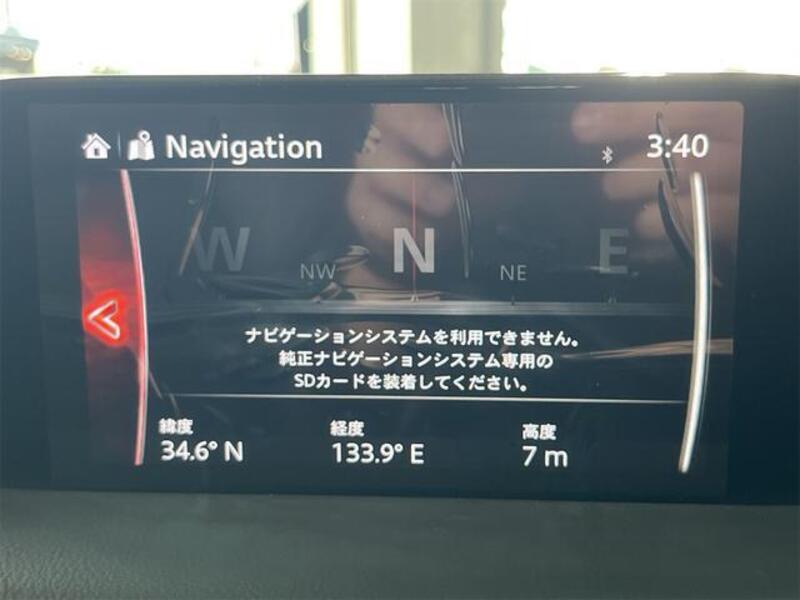 Navigation
3:40
W NW N NE E
ナビゲーションシステムを利用できません。
純正ナビゲーションシステム専用の
SDカードを装着してください。
緯度 経度 高度
34.6° N 133.9° E 7 m